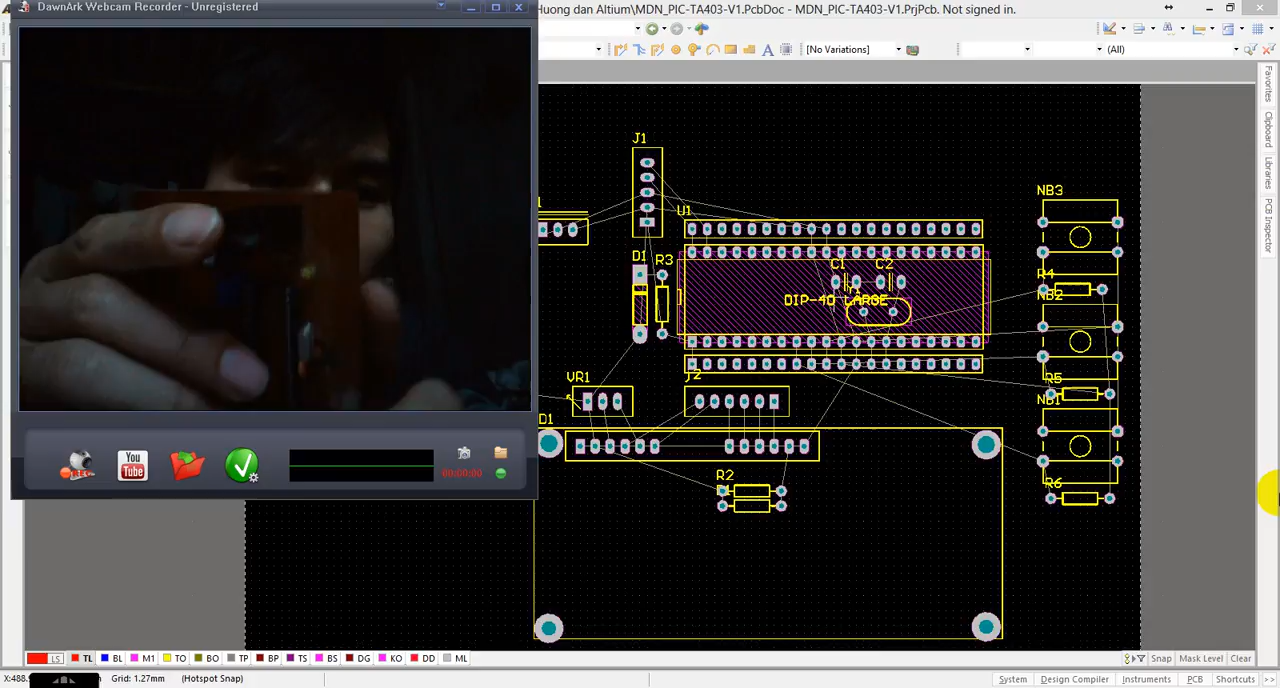 DawnArk Webcam Recorder - Unregistered
Huong dan Altium\MDN_PIC-TA403-V1.PcbDoc - MDN_PIC-TA403-V1.PrjPcb. Not signed in.
[No Variations]
(All)
Favorites
Clipboard
Libraries
PCB Inspector
J1
U1
NB3
D1
R3
C1
C2
R4
DIP-40 LARGE
NB2
VR1
J2
R5
D1
NB1
R2
R6
You
Tube
00:00:00
LS
TL
BL
M1
TO
BO
TP
BP
TS
BS
DG
KO
DD
ML
Snap
Mask Level
Clear
X:488.
Grid: 1.27mm
(Hotspot Snap)
System
Design Compiler
Instruments
PCB
Shortcuts
>>